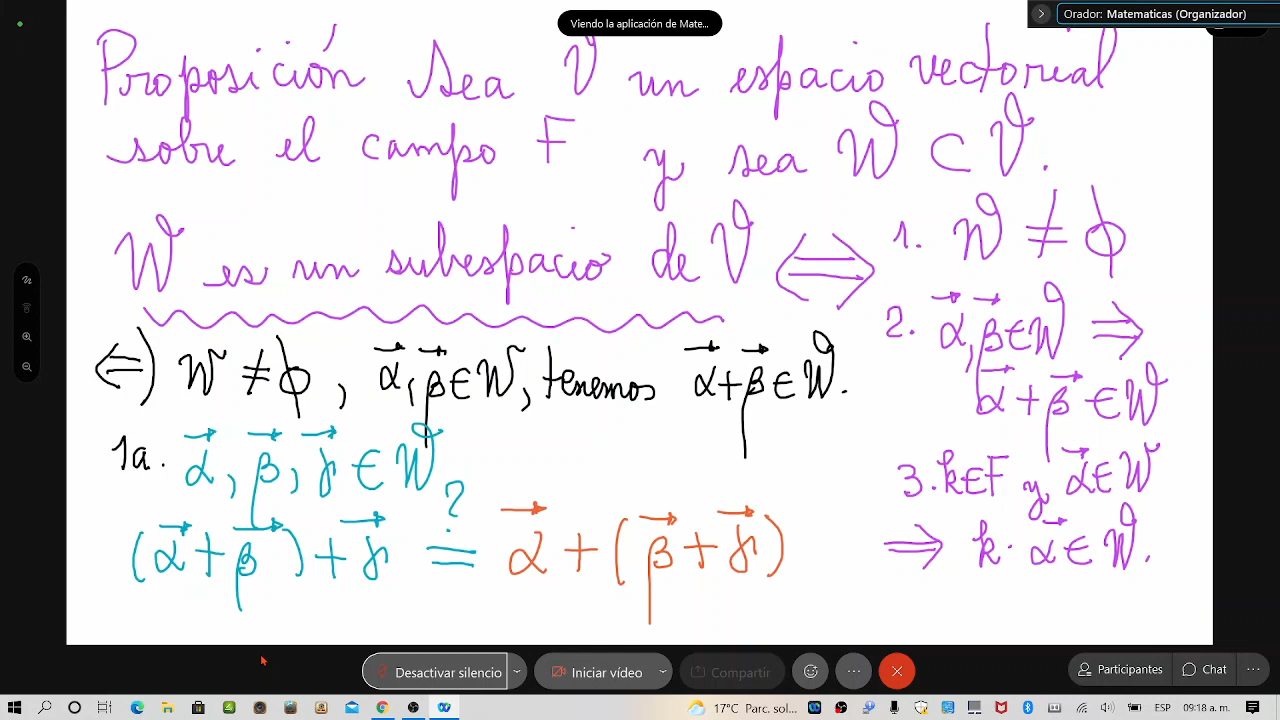 Viendo la aplicación de Mate...
Orador: Matematicas (Organizador)
Proposición Sea V un espacio vectorial
sobre el campo F y sea W ⊂ V.
W es un subespacio de V ⟺ 1. W ≠ ϕ
2. α⃗, β⃗ ∈ W ⟹
α⃗ + β⃗ ∈ W
3. k∈F y α⃗ ∈ W
⟹ k·α⃗ ∈ W.
⟸) W ≠ ϕ, α⃗, β⃗ ∈ W, tenemos α⃗ + β⃗ ∈ W.
1a. α⃗, β⃗, γ⃗ ∈ W
(α⃗ + β⃗) + γ⃗ ≟ α⃗ + (β⃗ + γ⃗)
Desactivar silencio
Iniciar vídeo
Compartir
Participantes
Chat
17°C Parc. sol...
ESP
09:18 a. m.